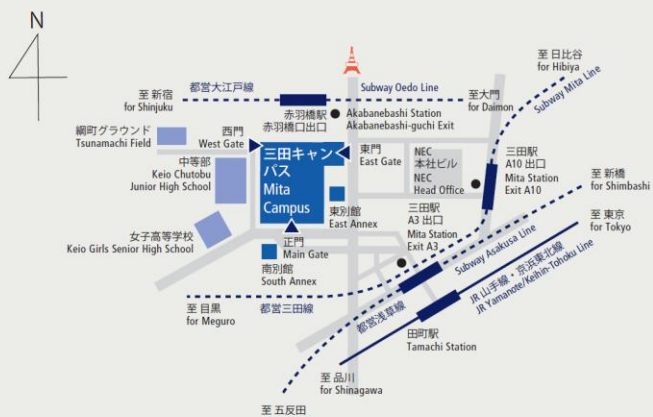 N
至 日比谷
for Hibiya
至 新宿
for Shinjuku
都営大江戸線
Subway Oedo Line
至大門
for Daimon
Subway Mita Line
赤羽橋駅
赤羽橋口出口
Akabanebashi Station
Akabanebashi-guchi Exit
綱町グラウンド
Tsunamachi Field
西門
West Gate
三田キャン
パス
Mita
Campus
東門
East Gate
NEC
本社ビル
NEC
Head Office
三田駅
A10 出口
Mita Station
Exit A10
至 新橋
for Shimbashi
中等部
Keio Chutobu
Junior High School
東別館
East Annex
三田駅
A3 出口
Mita Station
Exit A3
至 東京
for Tokyo
女子高等学校
Keio Girls Senior High School
正門
Main Gate
南別館
South Annex
Subway Asakusa Line
都営浅草線
JR 山手線・京浜東北線
JR Yamanote/Keihin-Tohoku Line
至 目黒
for Meguro
都営三田線
田町駅
Tamachi Station
至 品川
for Shinagawa
至 五反田